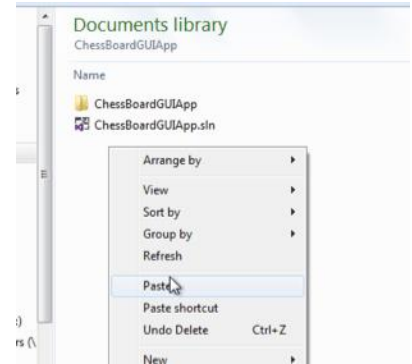 Documents library
ChessBoardGUIApp
Name
ChessBoardGUIApp
ChessBoardGUIApp.sln
Arrange by
View
Sort by
Group by
Refresh
Paste
Paste shortcut
Undo Delete Ctrl+Z
New